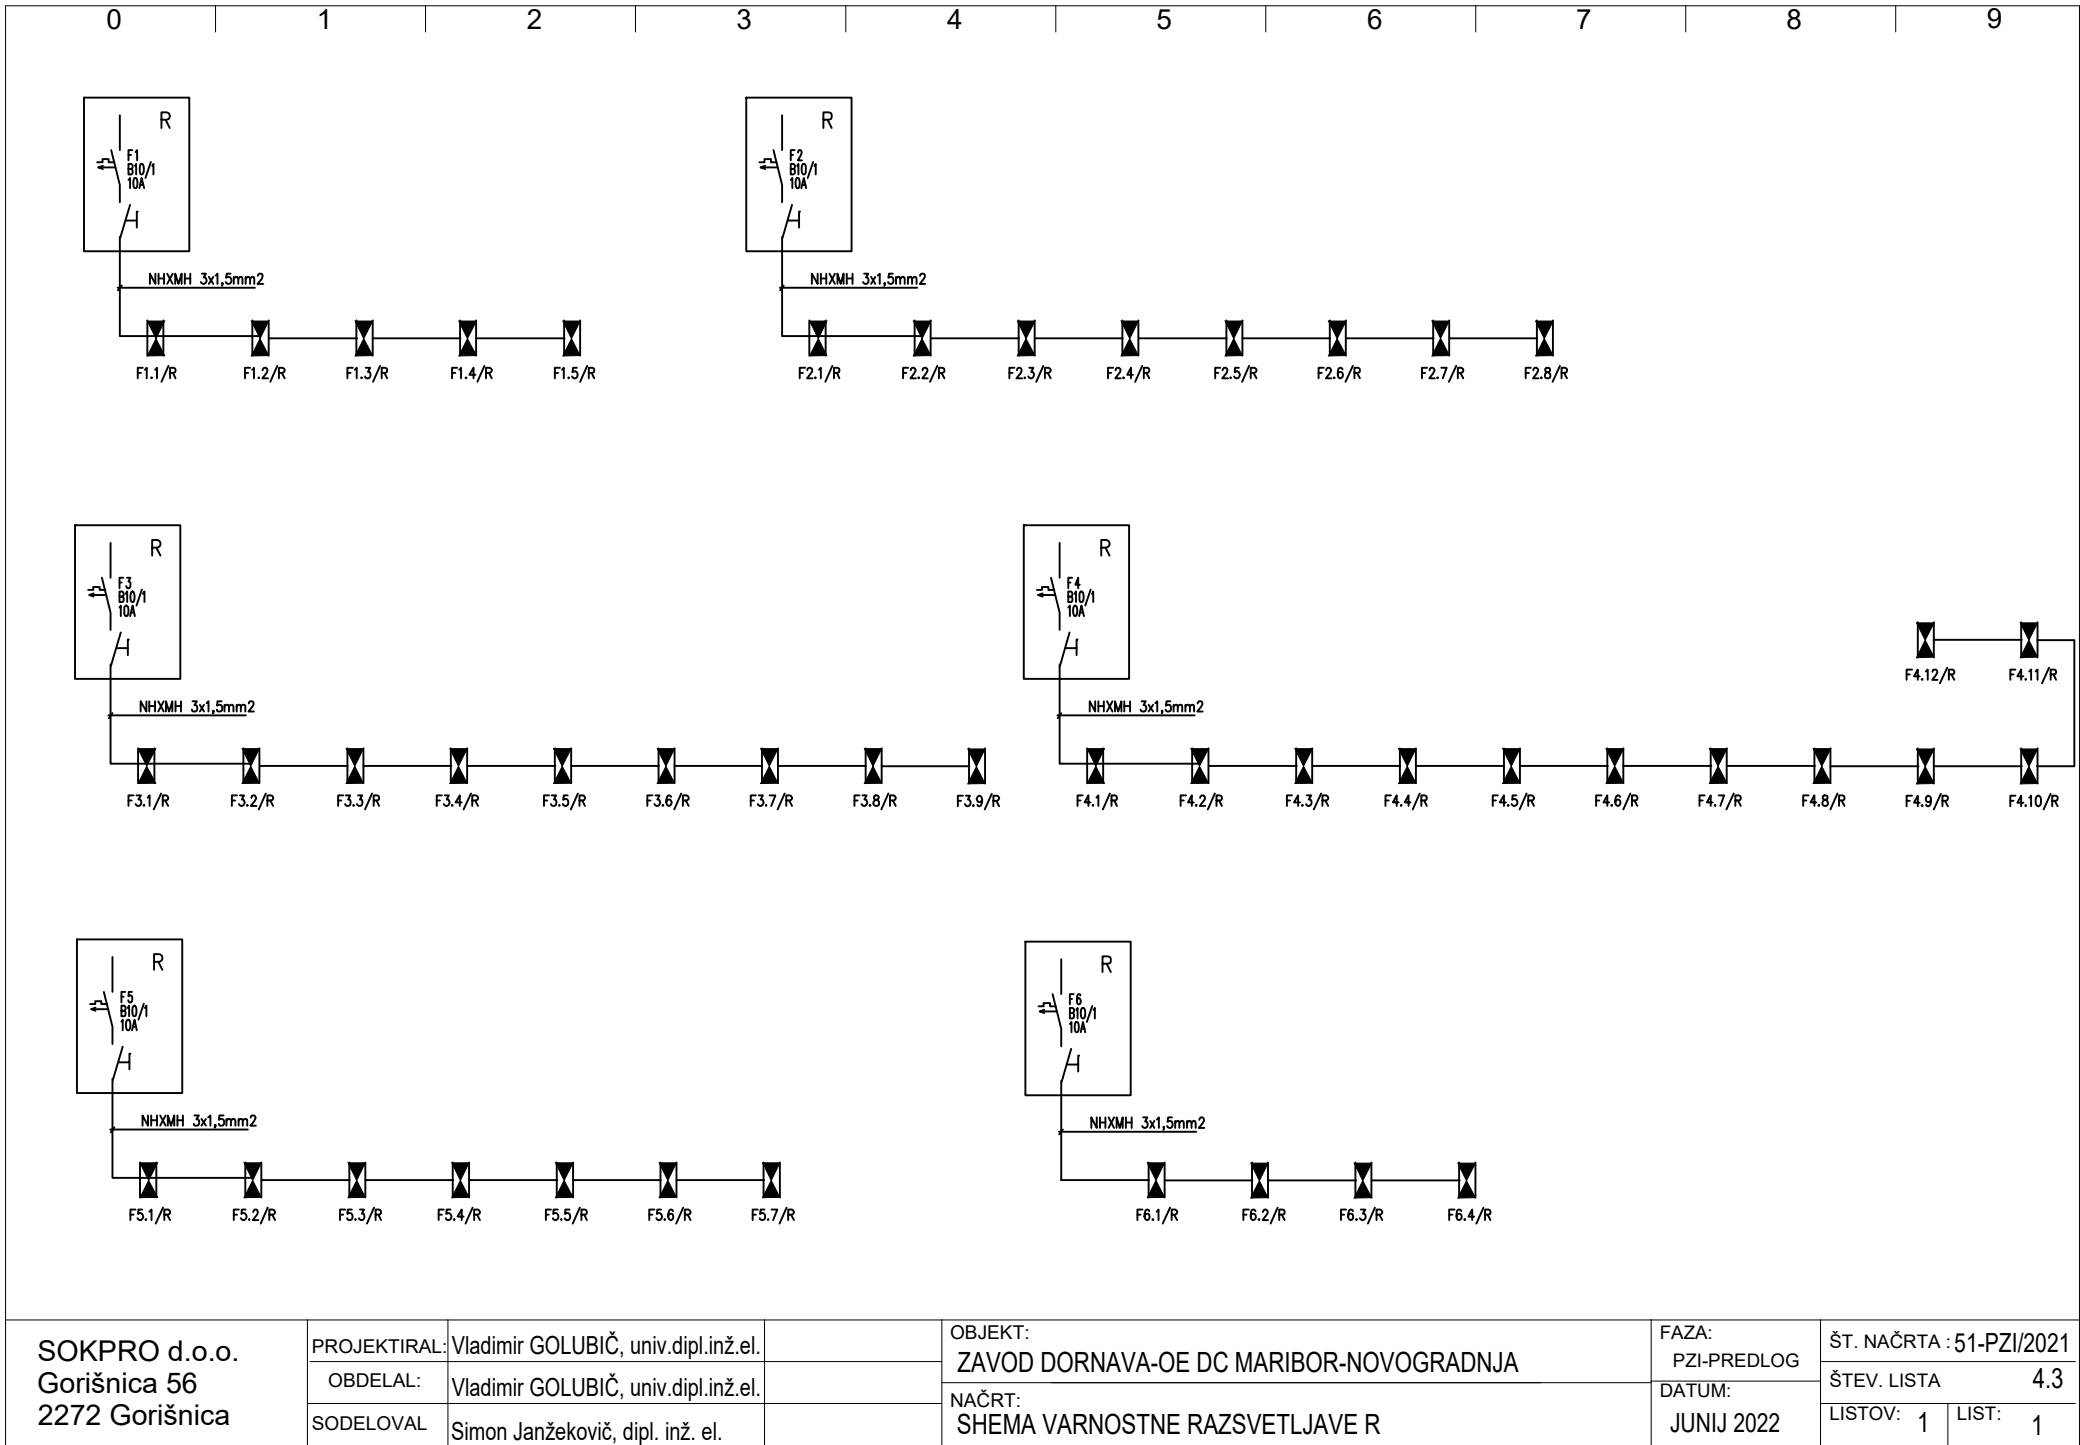 0 1 2 3 4 5 6 7 8 9
R
F1
B10/1
10A
NHXMH 3x1,5mm2
F1.1/R F1.2/R F1.3/R F1.4/R F1.5/R
R
F2
B10/1
10A
NHXMH 3x1,5mm2
F2.1/R F2.2/R F2.3/R F2.4/R F2.5/R F2.6/R F2.7/R F2.8/R
R
F3
B10/1
10A
NHXMH 3x1,5mm2
F3.1/R F3.2/R F3.3/R F3.4/R F3.5/R F3.6/R F3.7/R F3.8/R F3.9/R
R
F4
B10/1
10A
NHXMH 3x1,5mm2
F4.12/R F4.11/R
F4.1/R F4.2/R F4.3/R F4.4/R F4.5/R F4.6/R F4.7/R F4.8/R F4.9/R F4.10/R
R
F5
B10/1
10A
NHXMH 3x1,5mm2
F5.1/R F5.2/R F5.3/R F5.4/R F5.5/R F5.6/R F5.7/R
R
F6
B10/1
10A
NHXMH 3x1,5mm2
F6.1/R F6.2/R F6.3/R F6.4/R
SOKPRO d.o.o.
Gorišnica 56
2272 Gorišnica
PROJEKTIRAL: Vladimir GOLUBIČ, univ.dipl.inž.el.
OBDELAL: Vladimir GOLUBIČ, univ.dipl.inž.el.
SODELOVAL Simon Janžekovič, dipl. inž. el.
OBJEKT:
ZAVOD DORNAVA-OE DC MARIBOR-NOVOGRADNJA
NAČRT:
SHEMA VARNOSTNE RAZSVETLJAVE R
FAZA:
PZI-PREDLOG
DATUM:
JUNIJ 2022
ŠT. NAČRTA : 51-PZI/2021
ŠTEV. LISTA 4.3
LISTOV: 1 LIST: 1